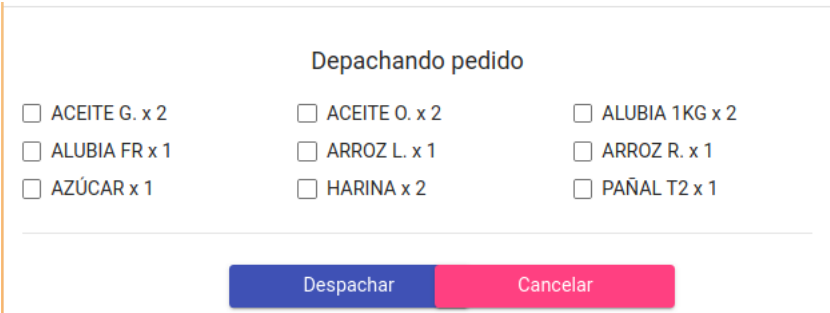 Depachando pedido
ACEITE G. x 2 ACEITE O. x 2 ALUBIA 1KG x 2
ALUBIA FR x 1 ARROZ L. x 1 ARROZ R. x 1
AZÚCAR x 1 HARINA x 2 PAÑAL T2 x 1
Despachar Cancelar